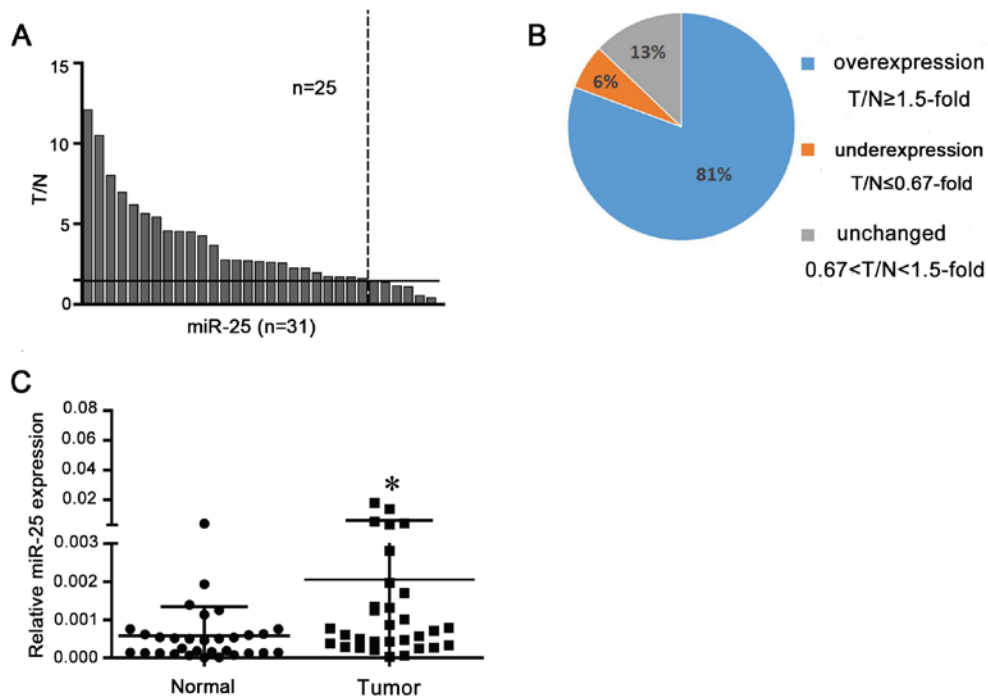 A
15
10
5
0
T/N
n=25
miR-25 (n=31)
B
13%
6%
81%
overexpression
T/N≥1.5-fold
underexpression
T/N≤0.67-fold
unchanged
0.67<T/N<1.5-fold
C
Relative miR-25 expression
0.08
0.06
0.04
0.02
0.003
0.002
0.001
0.000
*
Normal
Tumor